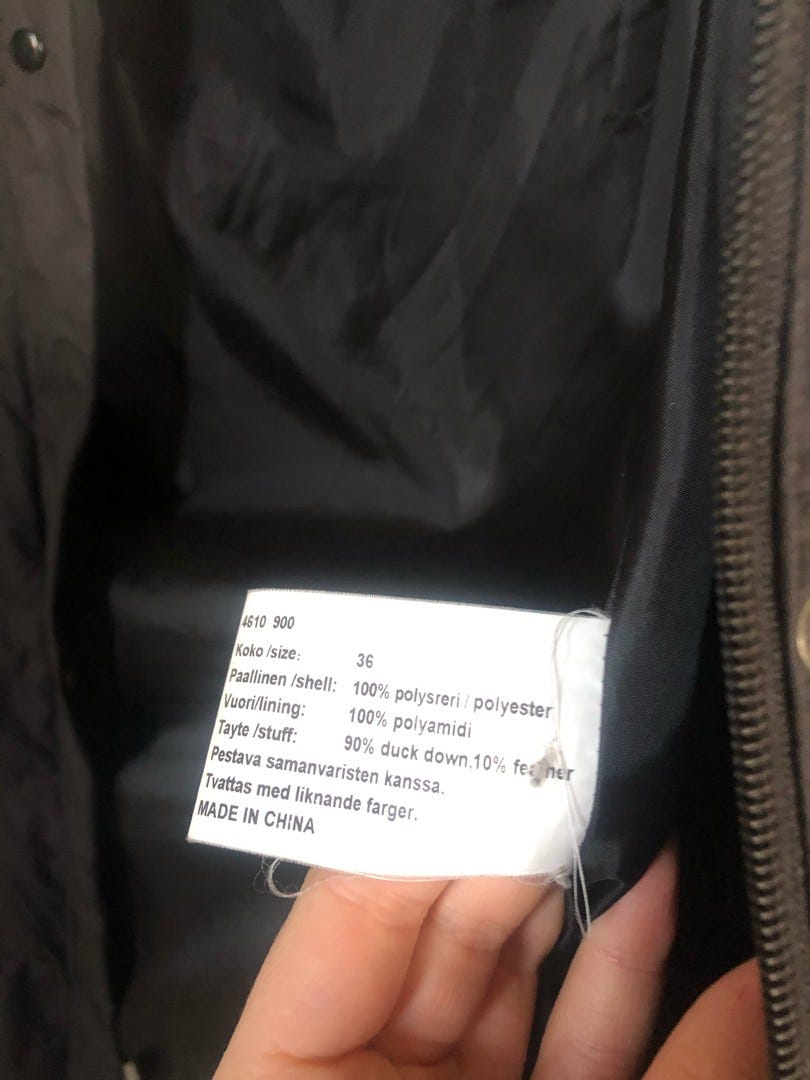 4610 900
Koko /size: 36
Paallinen /shell: 100% polysreri / polyester
Vuori/lining: 100% polyamidi
Tayte /stuff: 90% duck down,10% feather
Pestava samanvaristen kanssa.
Tvattas med liknande farger.
MADE IN CHINA